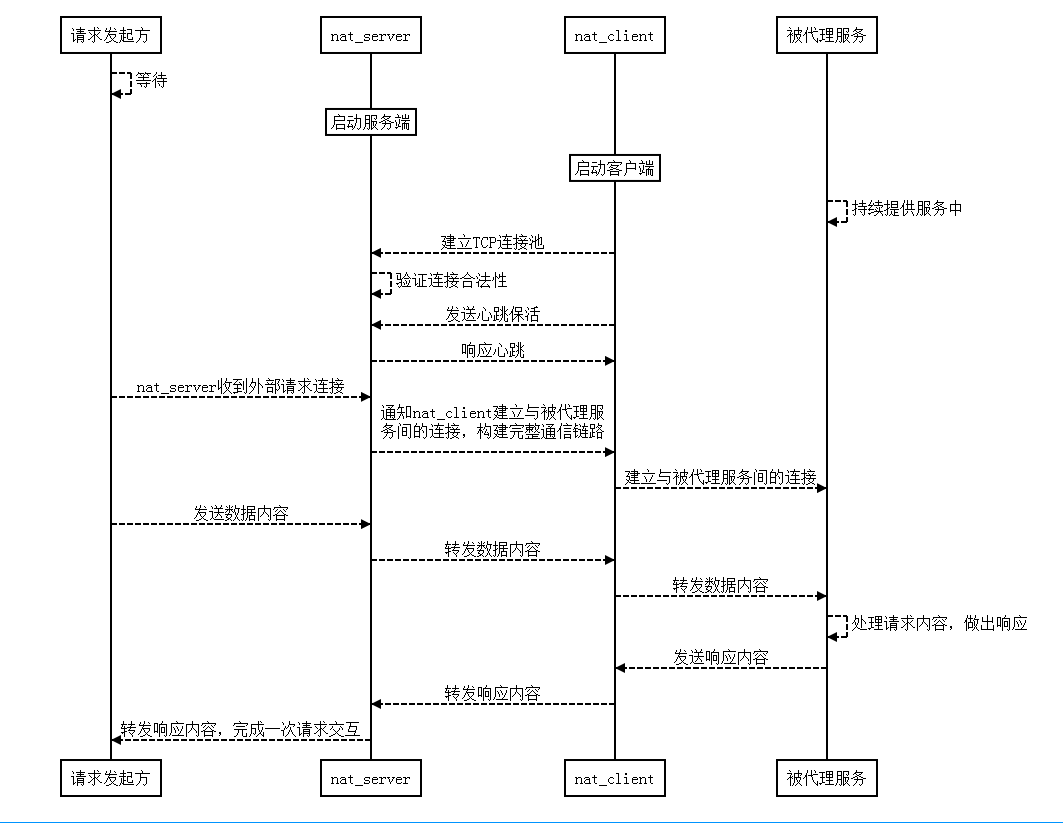 请求发起方
nat_server
nat_client
被代理服务
等待
启动服务端
启动客户端
持续提供服务中
建立TCP连接池
验证连接合法性
发送心跳保活
响应心跳
nat_server收到外部请求连接
通知nat_client建立与被代理服
务间的连接，构建完整通信链路
建立与被代理服务间的连接
发送数据内容
转发数据内容
转发数据内容
处理请求内容，做出响应
发送响应内容
转发响应内容
转发响应内容，完成一次请求交互
请求发起方
nat_server
nat_client
被代理服务